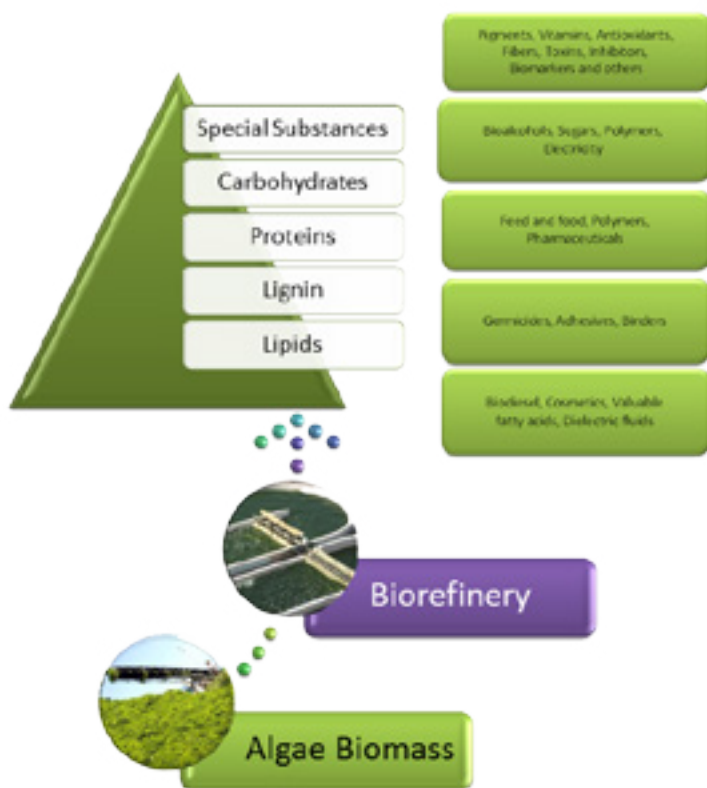 Pigments, Vitamins, Antioxidants,
Fibers, Toxins, Inhibitors,
Biomarkers and others
Special Substances
Bioalkoholls, Sugars, Polymers,
Electricity
Carbohydrates
Proteins
Feed and food, Polymers,
Pharmaceuticals
Lignin
Germicides, Adhesives, Binders
Lipids
Biodiesel, Cosmetics, Valuable
fatty acids, Dielectric fluids
Biorefinery
Algae Biomass